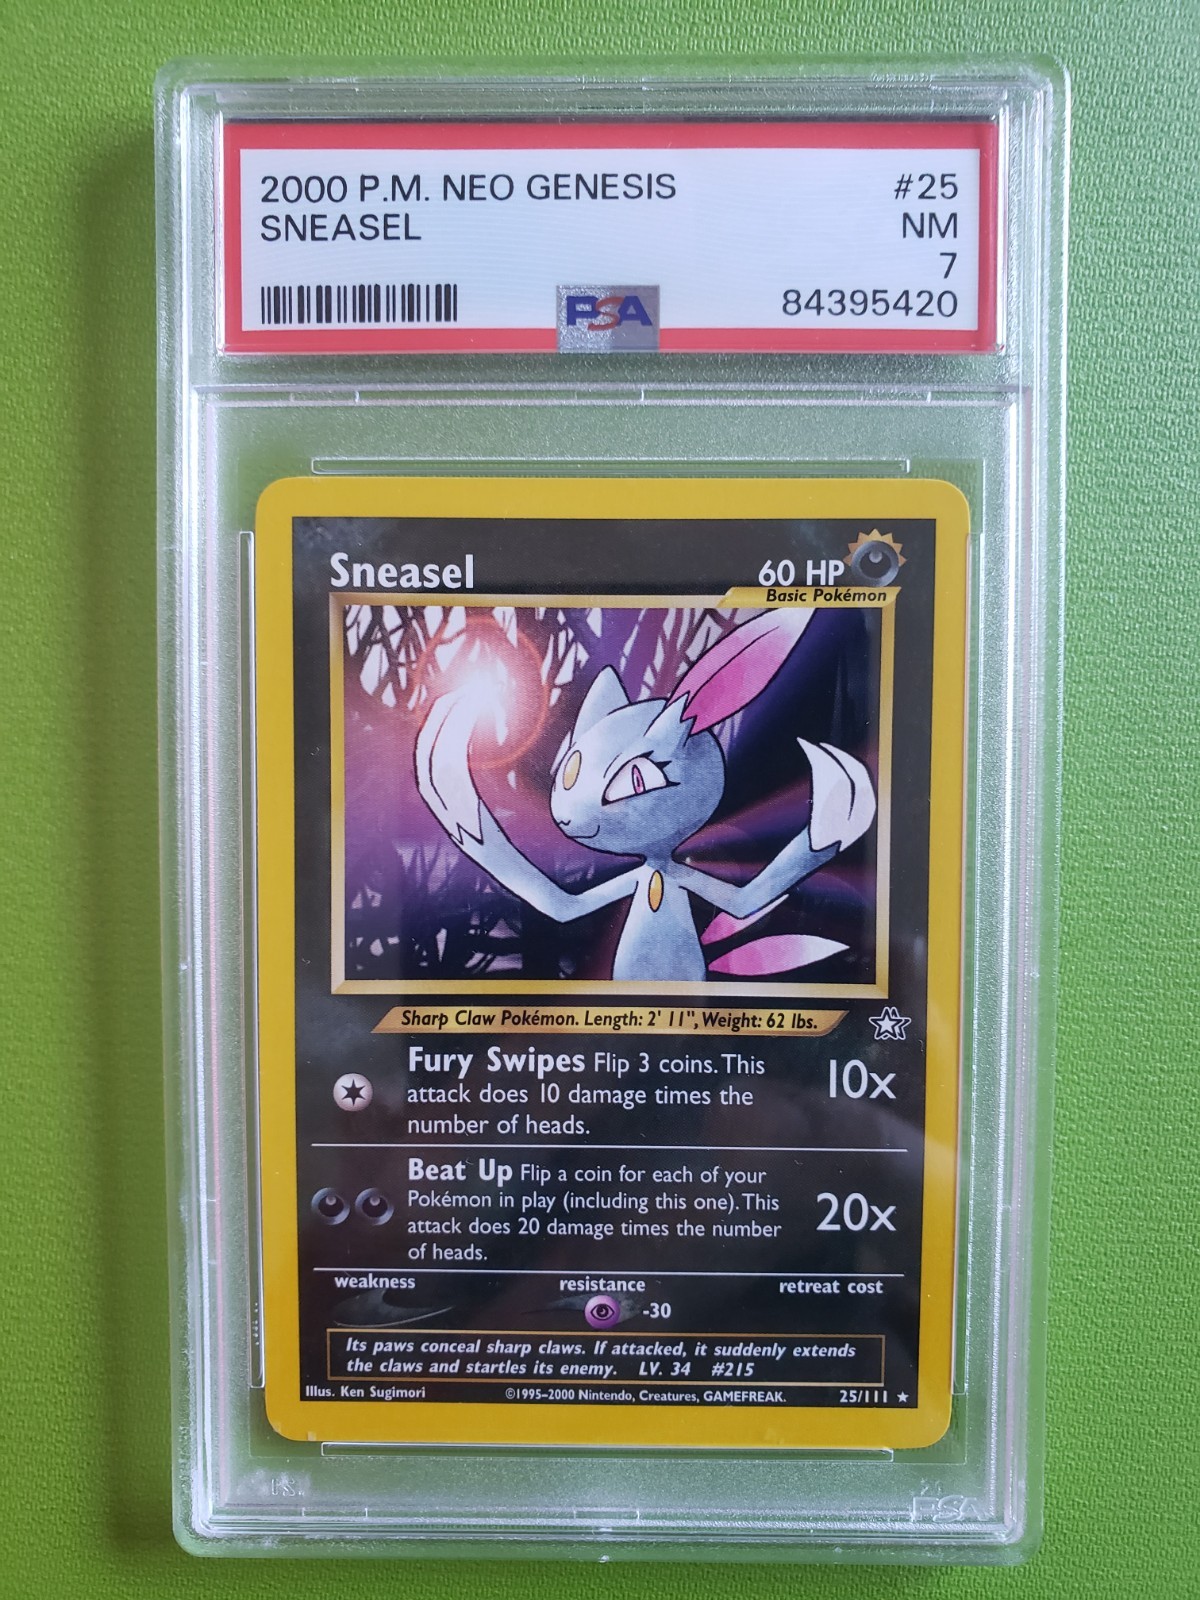 2000 P.M. NEO GENESIS #25
SNEASEL NM
7
PSA 84395420
Sneasel 60 HP
Basic Pokémon
Sharp Claw Pokémon. Length: 2' 11", Weight: 62 lbs.
Fury Swipes Flip 3 coins. This
attack does 10 damage times the
number of heads.
10x
Beat Up Flip a coin for each of your
Pokémon in play (including this one). This
attack does 20 damage times the number
of heads.
20x
weakness resistance retreat cost
-30
Its paws conceal sharp claws. If attacked, it suddenly extends
the claws and startles its enemy. LV. 34 #215
Illus. Ken Sugimori ©1995–2000 Nintendo, Creatures, GAMEFREAK. 25/111 ★
PSA